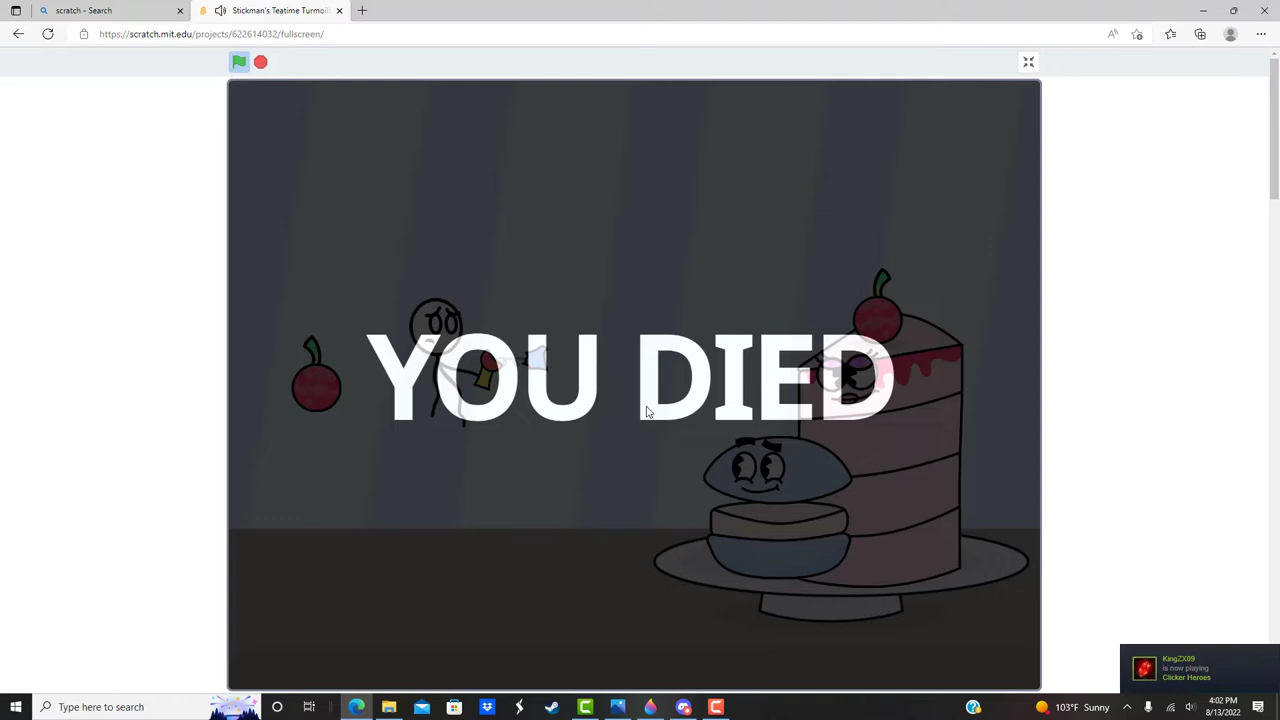 scratch - Search
Stickman's Teatime Turmoil
https://scratch.mit.edu/projects/622614032/fullscreen/
YOU DIED
KingZX09
is now playing
Clicker Heroes
Type here to search
103°F Sunny
4:02 PM
8/13/2022